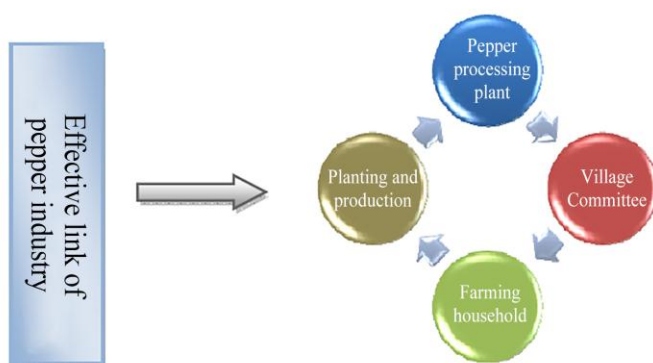 Effective link of
pepper industry
Pepper
processing
plant
Planting and
production
Village
Committee
Farming
household